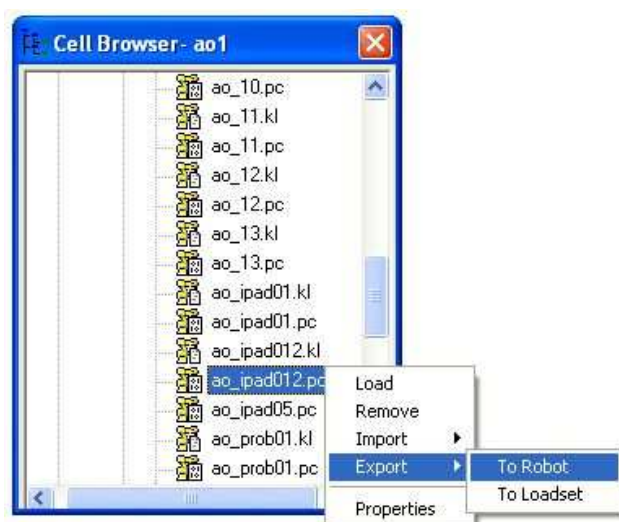 Cell Browser- ao1
ao_10.pc
ao_11.kl
ao_11.pc
ao_12.kl
ao_12.pc
ao_13.kl
ao_13.pc
ao_ipad01.kl
ao_ipad01.pc
ao_ipad012.kl
ao_ipad012.pc
ao_ipad05.pc
ao_prob01.kl
ao_prob01.pc
Load
Remove
Import
Export
Properties
To Robot
To Loadset